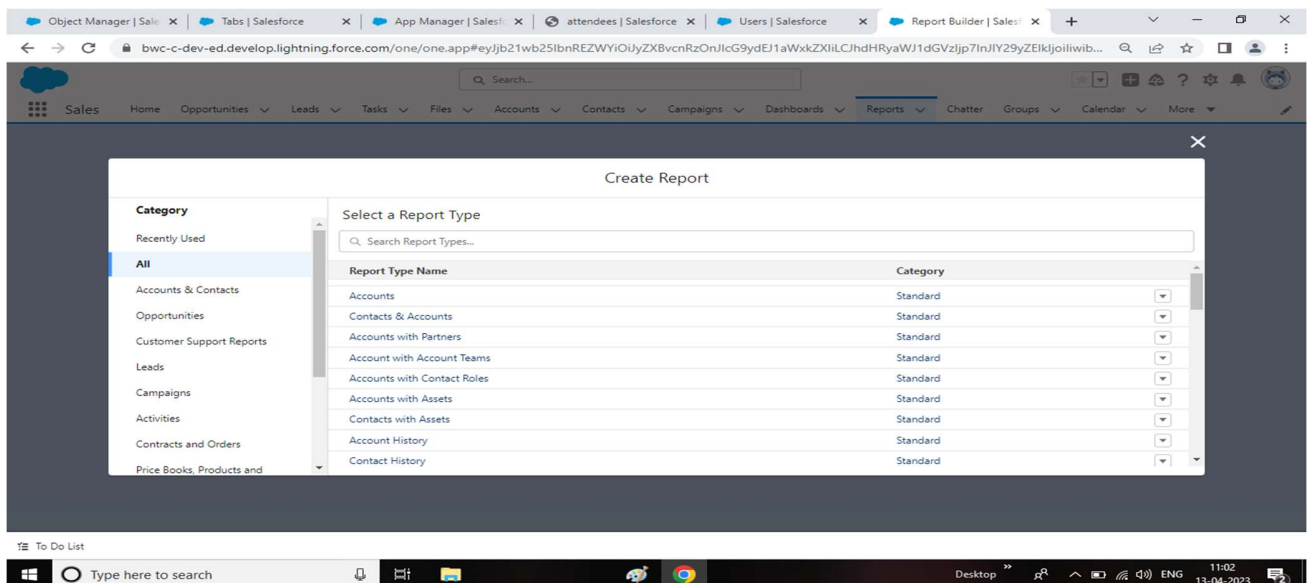 Object Manager | Sale
Tabs | Salesforce
App Manager | Salesfo
attendees | Salesforce
Users | Salesforce
Report Builder | Salesf
bwc-c-dev-ed.develop.lightning.force.com/one/one.app#
Search...
Sales Home Opportunities Leads Tasks Files Accounts Contacts Campaigns Dashboards Reports Chatter Groups Calendar More
Create Report
Category
Recently Used
All
Accounts & Contacts
Opportunities
Customer Support Reports
Leads
Campaigns
Activities
Contracts and Orders
Price Books, Products and
Select a Report Type
Search Report Types...
Report Type Name Category
Accounts Standard
Contacts & Accounts Standard
Accounts with Partners Standard
Account with Account Teams Standard
Accounts with Contact Roles Standard
Accounts with Assets Standard
Contacts with Assets Standard
Account History Standard
Contact History Standard
To Do List
Type here to search
Desktop
ENG
11:02
13-04-2023
2